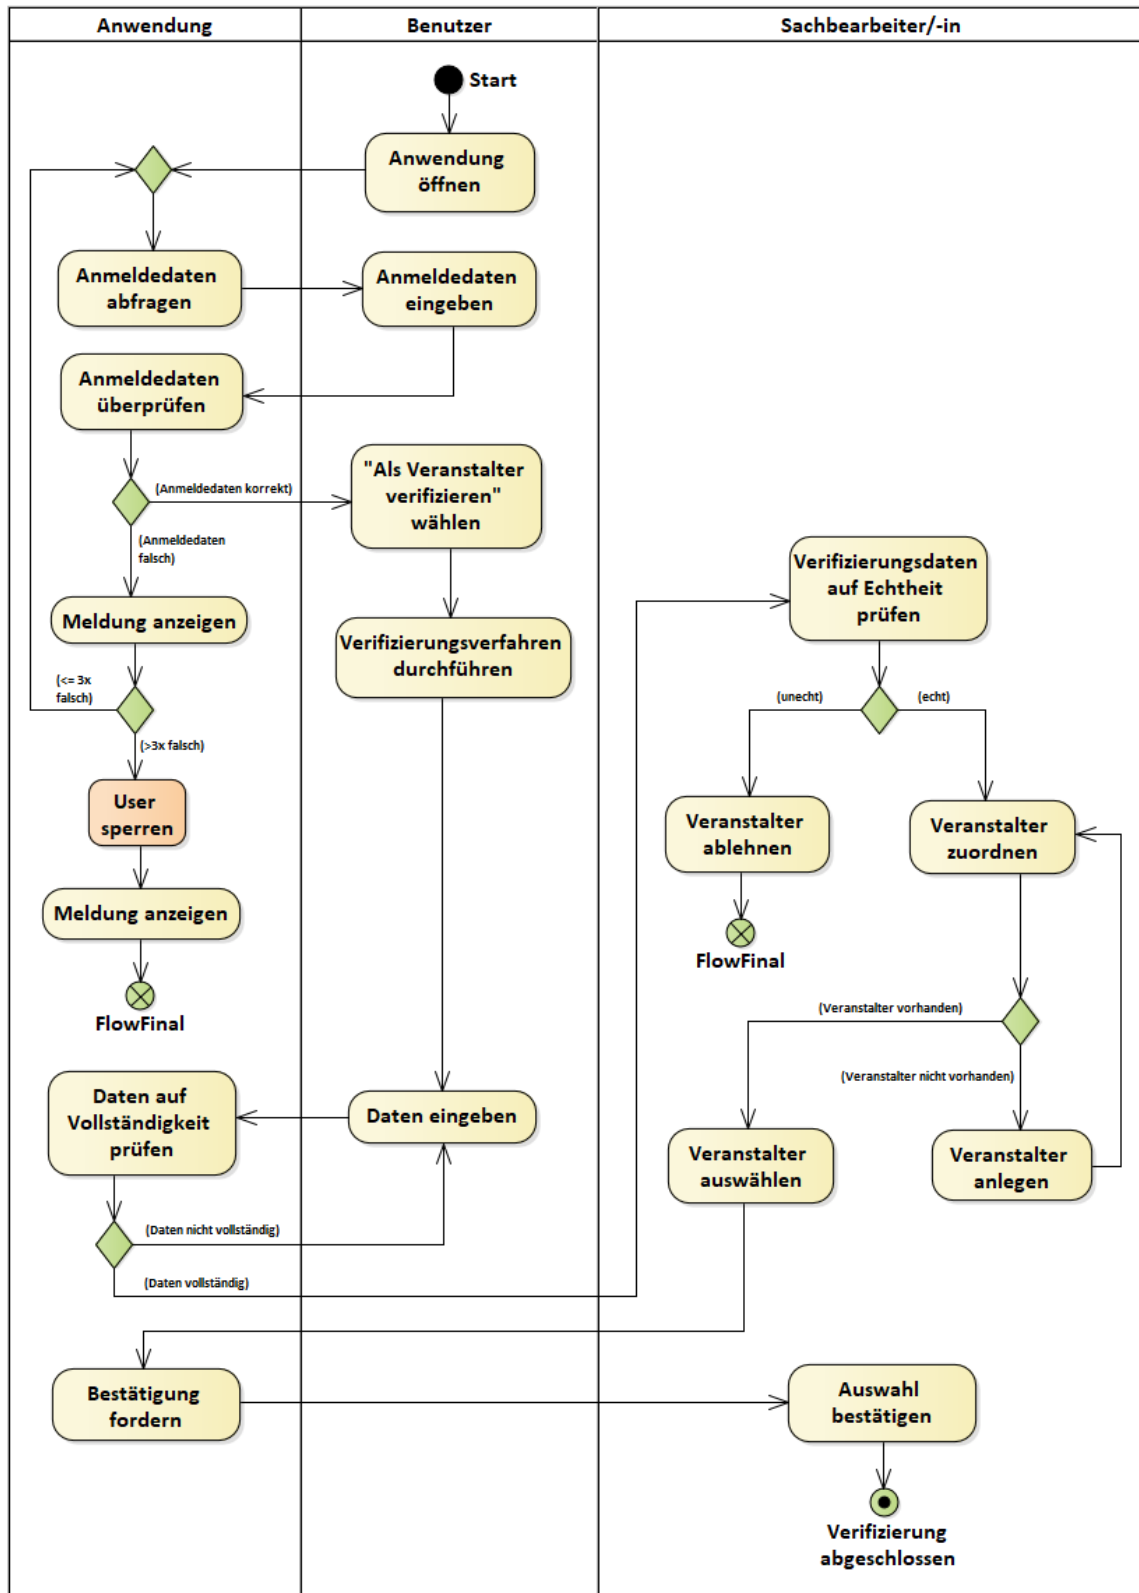 Anwendung
Benutzer
Sachbearbeiter/-in
Start
Anwendung
öffnen
Anmeldedaten
abfragen
Anmeldedaten
eingeben
Anmeldedaten
überprüfen
"Als Veranstalter
verifizieren"
wählen
(Anmeldedaten korrekt)
(Anmeldedaten
falsch)
Verifizierungsdaten
auf Echtheit
prüfen
Meldung anzeigen
Verifizierungsverfahren
durchführen
(<= 3x
falsch)
(>3x falsch)
(unecht)
(echt)
User
sperren
Veranstalter
ablehnen
Veranstalter
zuordnen
Meldung anzeigen
FlowFinal
FlowFinal
(Veranstalter vorhanden)
(Veranstalter nicht vorhanden)
Daten auf
Vollständigkeit
prüfen
Daten eingeben
Veranstalter
auswählen
Veranstalter
anlegen
(Daten nicht vollständig)
(Daten vollständig)
Bestätigung
fordern
Auswahl
bestätigen
Verifizierung
abgeschlossen